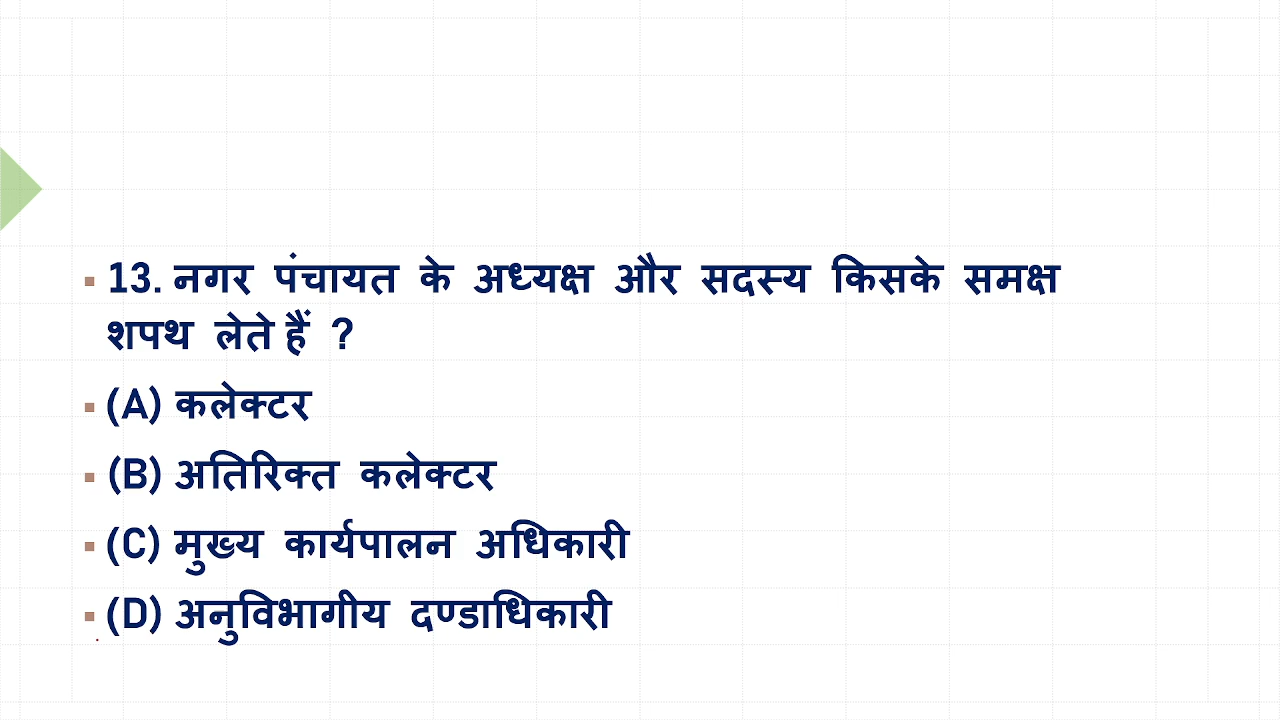 ▪ 13. नगर पंचायत के अध्यक्ष और सदस्य किसके समक्ष
शपथ लेते हैं ?
▪ (A) कलेक्टर
▪ (B) अतिरिक्त कलेक्टर
▪ (C) मुख्य कार्यपालन अधिकारी
▪ (D) अनुविभागीय दण्डाधिकारी